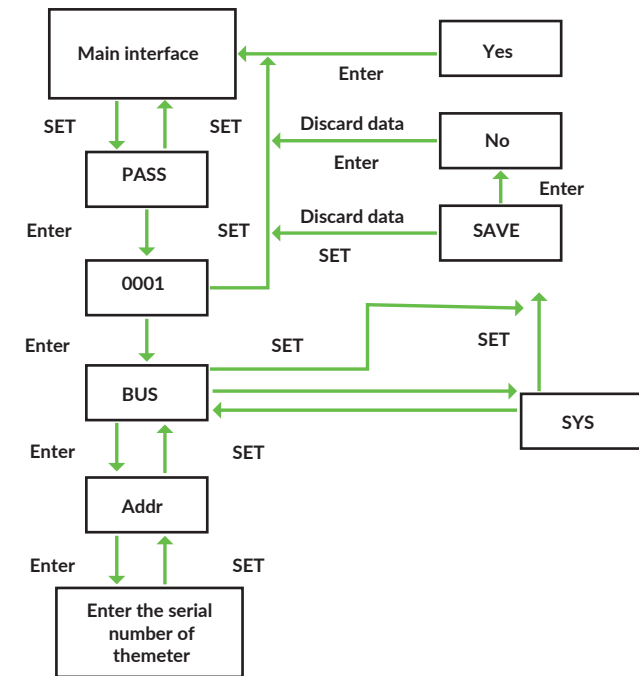 Main interface
Yes
Enter
SET
SET
Discard data
No
Enter
PASS
Enter
Enter
SET
Discard data
SAVE
SET
0001
Enter
SET
SET
BUS
SYS
Enter
SET
Addr
Enter
SET
Enter the serial
number of
themeter